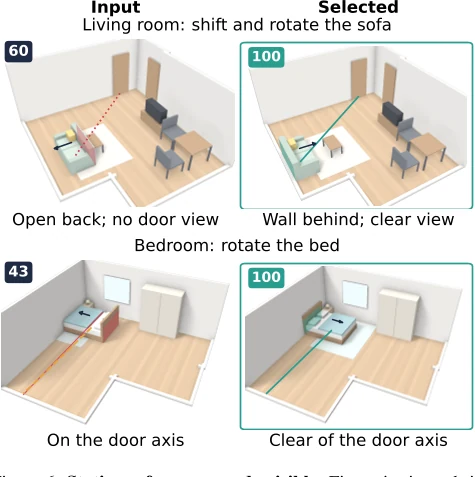 Input Selected
Living room: shift and rotate the sofa
60 100
Open back; no door view Wall behind; clear view
Bedroom: rotate the bed
43 100
On the door axis Clear of the door axis